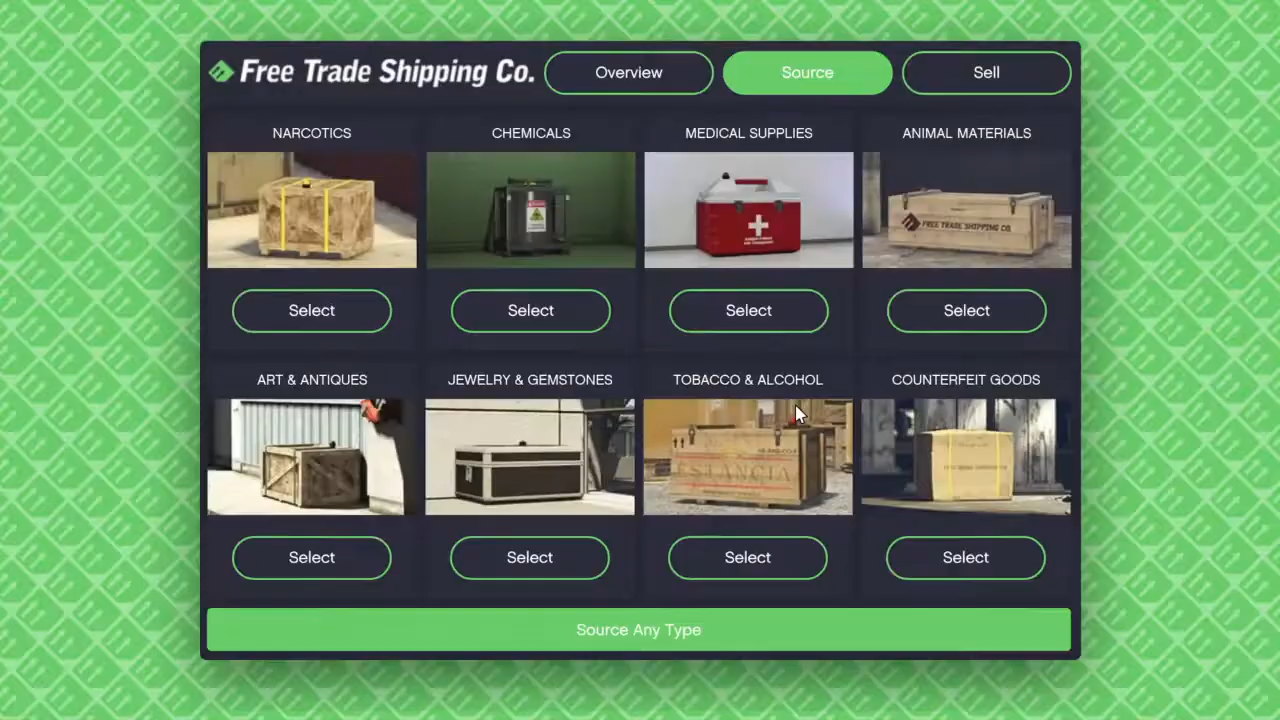 Free Trade Shipping Co.
Overview
Source
Sell
NARCOTICS
CHEMICALS
MEDICAL SUPPLIES
ANIMAL MATERIALS
FREE TRADE SHIPPING CO.
Select
Select
Select
Select
ART & ANTIQUES
JEWELRY & GEMSTONES
TOBACCO & ALCOHOL
COUNTERFEIT GOODS
ESTANCIA
Select
Select
Select
Select
Source Any Type